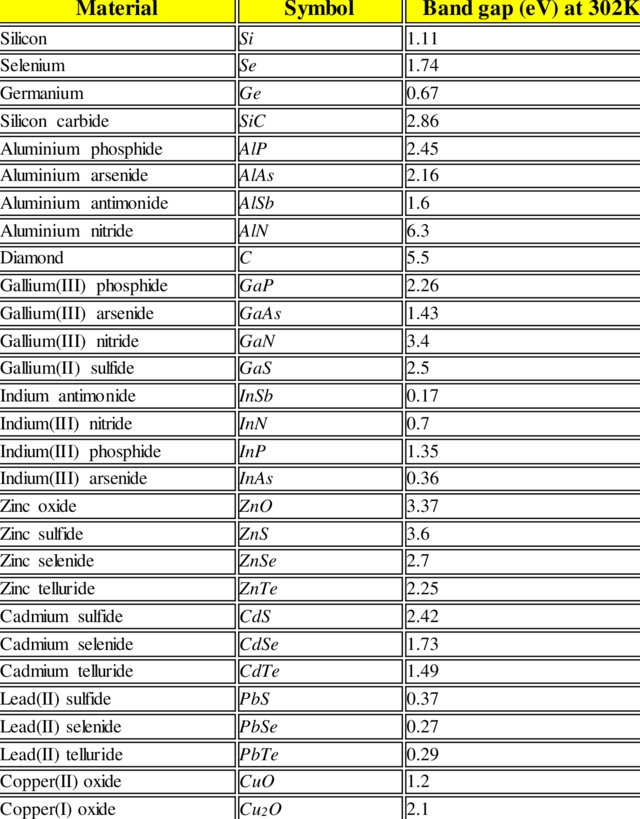 Material Symbol Band gap (eV) at 302K
Silicon Si 1.11
Selenium Se 1.74
Germanium Ge 0.67
Silicon carbide SiC 2.86
Aluminium phosphide AlP 2.45
Aluminium arsenide AlAs 2.16
Aluminium antimonide AlSb 1.6
Aluminium nitride AlN 6.3
Diamond C 5.5
Gallium(III) phosphide GaP 2.26
Gallium(III) arsenide GaAs 1.43
Gallium(III) nitride GaN 3.4
Gallium(II) sulfide GaS 2.5
Indium antimonide InSb 0.17
Indium(III) nitride InN 0.7
Indium(III) phosphide InP 1.35
Indium(III) arsenide InAs 0.36
Zinc oxide ZnO 3.37
Zinc sulfide ZnS 3.6
Zinc selenide ZnSe 2.7
Zinc telluride ZnTe 2.25
Cadmium sulfide CdS 2.42
Cadmium selenide CdSe 1.73
Cadmium telluride CdTe 1.49
Lead(II) sulfide PbS 0.37
Lead(II) selenide PbSe 0.27
Lead(II) telluride PbTe 0.29
Copper(II) oxide CuO 1.2
Copper(I) oxide Cu₂O 2.1